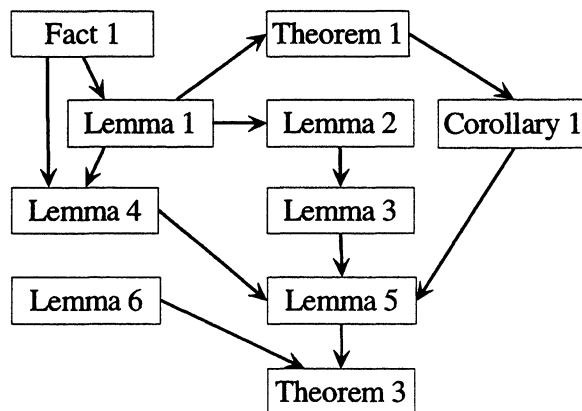 Fact 1
Theorem 1
Lemma 1
Lemma 2
Corollary 1
Lemma 4
Lemma 3
Lemma 6
Lemma 5
Theorem 3